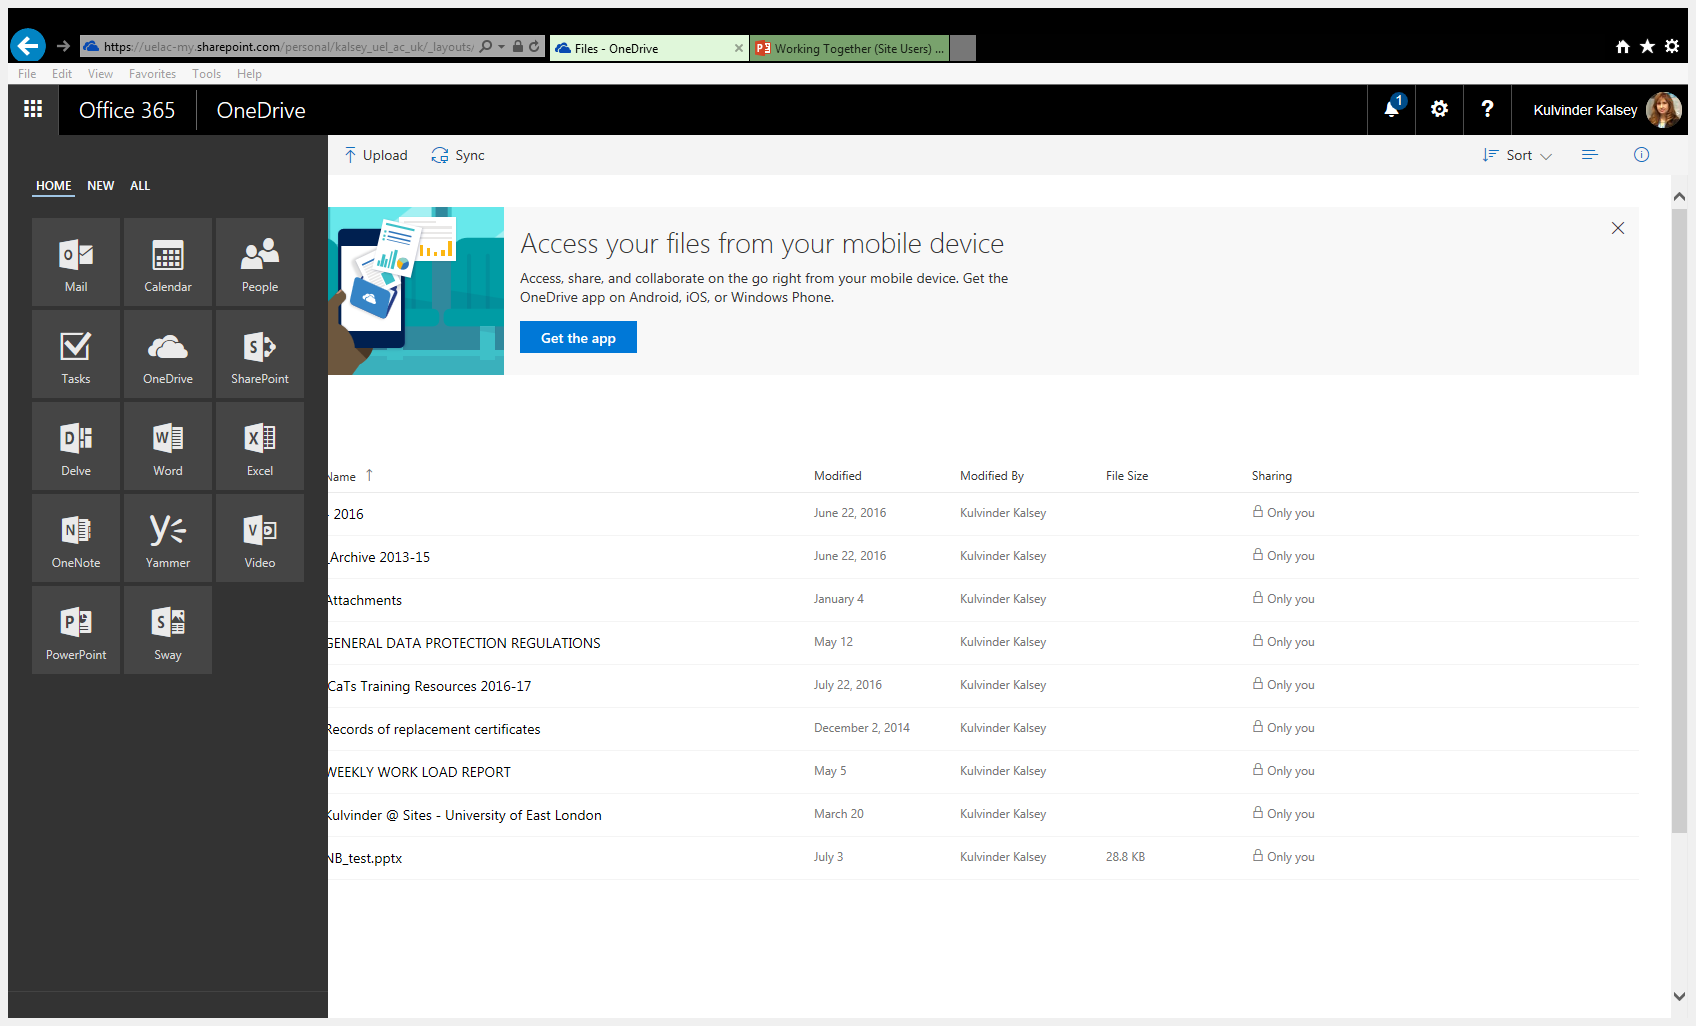 https://uelac-my.sharepoint.com/personal/kalsey_uel_ac_uk/_layouts/
Files - OneDrive
Working Together (Site Users) ...
File Edit View Favorites Tools Help
Office 365 OneDrive
1
Kulvinder Kalsey
Upload Sync
Sort
HOME NEW ALL
Mail Calendar People
Tasks OneDrive SharePoint
Delve Word Excel
OneNote Yammer Video
PowerPoint Sway
Access your files from your mobile device
Access, share, and collaborate on the go right from your mobile device. Get the
OneDrive app on Android, iOS, or Windows Phone.
Get the app
Name Modified Modified By File Size Sharing
- 2016 June 22, 2016 Kulvinder Kalsey Only you
_Archive 2013-15 June 22, 2016 Kulvinder Kalsey Only you
Attachments January 4 Kulvinder Kalsey Only you
GENERAL DATA PROTECTION REGULATIONS May 12 Kulvinder Kalsey Only you
CaTs Training Resources 2016-17 July 22, 2016 Kulvinder Kalsey Only you
Records of replacement certificates December 2, 2014 Kulvinder Kalsey Only you
WEEKLY WORK LOAD REPORT May 5 Kulvinder Kalsey Only you
Kulvinder @ Sites - University of East London March 20 Kulvinder Kalsey Only you
NB_test.pptx July 3 Kulvinder Kalsey 28.8 KB Only you